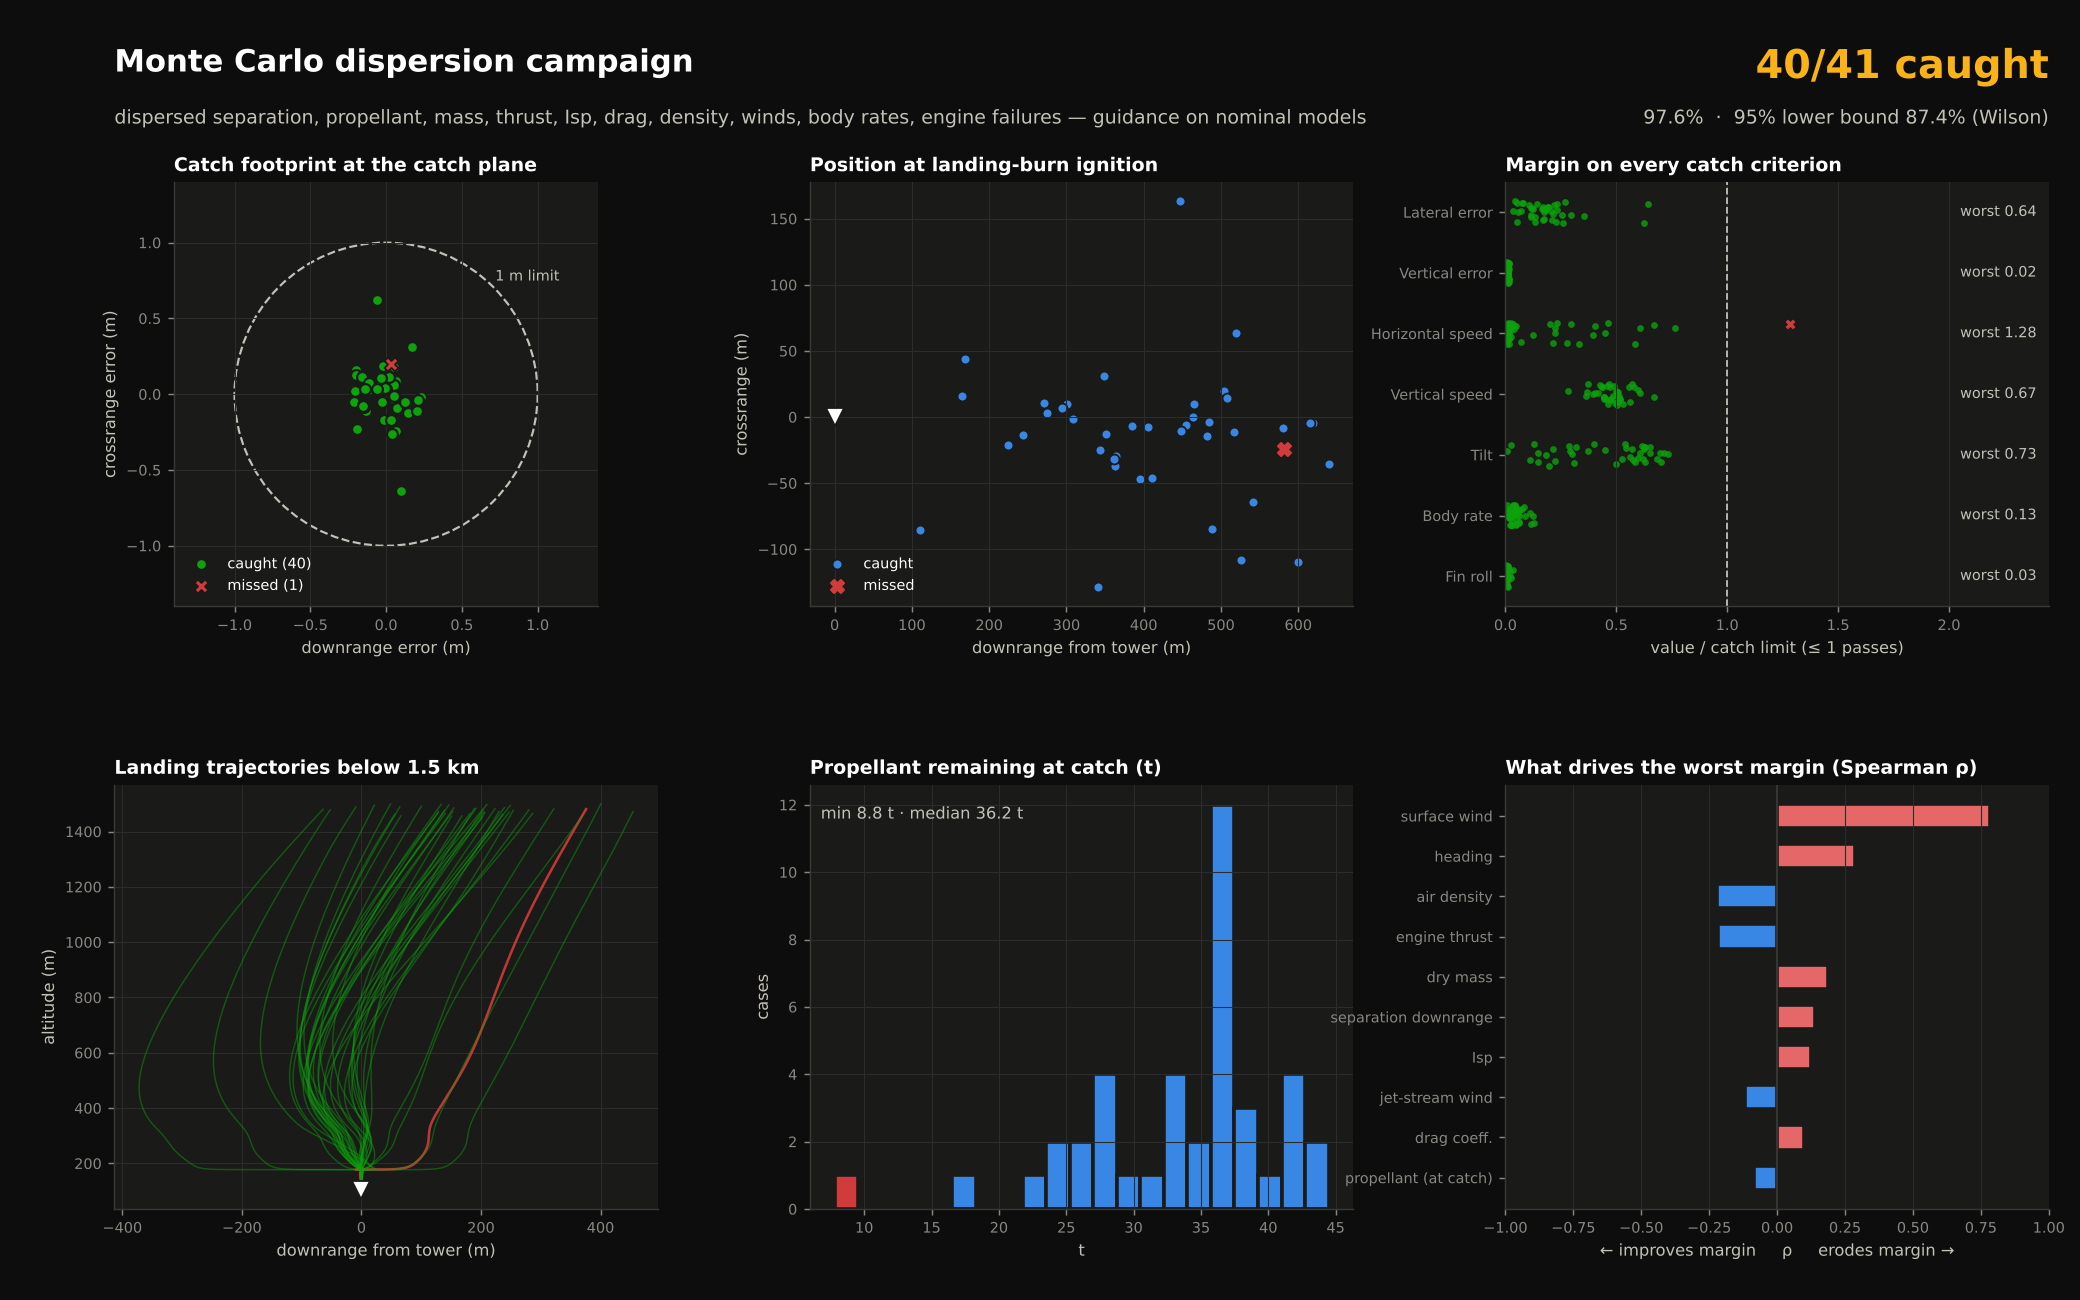 Monte Carlo dispersion campaign
40/41 caught
dispersed separation, propellant, mass, thrust, Isp, drag, density, winds, body rates, engine failures — guidance on nominal models
97.6% · 95% lower bound 87.4% (Wilson)
Catch footprint at the catch plane
1.0
0.5
0.0
−0.5
−1.0
crossrange error (m)
1 m limit
caught (40)
missed (1)
−1.0 −0.5 0.0 0.5 1.0
downrange error (m)
Position at landing-burn ignition
150
100
50
0
−50
−100
crossrange (m)
caught
missed
0 100 200 300 400 500 600
downrange from tower (m)
Margin on every catch criterion
Lateral error worst 0.64
Vertical error worst 0.02
Horizontal speed worst 1.28
Vertical speed worst 0.67
Tilt worst 0.73
Body rate worst 0.13
Fin roll worst 0.03
0.0 0.5 1.0 1.5 2.0
value / catch limit (≤ 1 passes)
Landing trajectories below 1.5 km
1400
1200
1000
800
600
400
200
altitude (m)
−400 −200 0 200 400
downrange from tower (m)
Propellant remaining at catch (t)
min 8.8 t · median 36.2 t
12
10
8
6
4
2
0
cases
10 15 20 25 30 35 40 45
t
What drives the worst margin (Spearman ρ)
surface wind
heading
air density
engine thrust
dry mass
separation downrange
Isp
jet-stream wind
drag coeff.
propellant (at catch)
−1.00 −0.75 −0.50 −0.25 0.00 0.25 0.50 0.75 1.00
← improves margin ρ erodes margin →